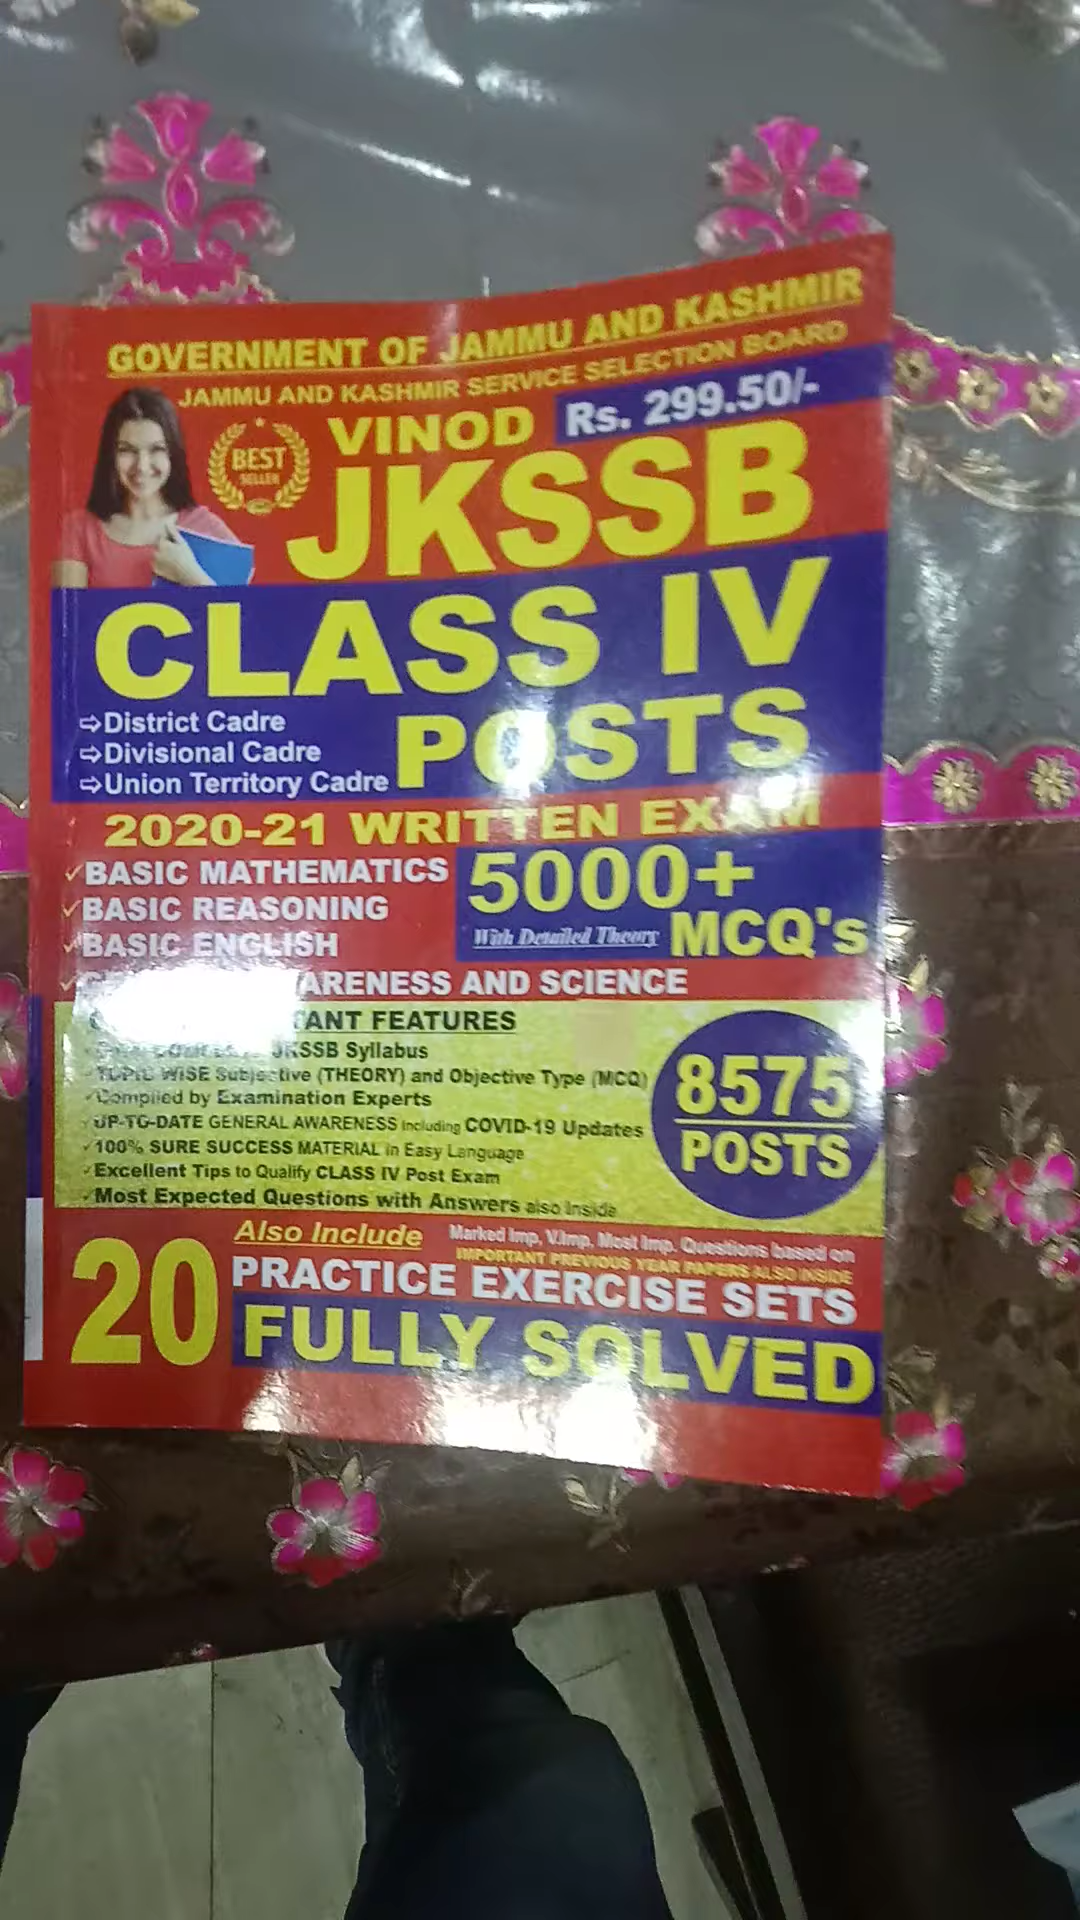 GOVERNMENT OF JAMMU AND KASHMIR
JAMMU AND KASHMIR SERVICE SELECTION BOARD
VINOD
Rs. 299.50/-
BEST
SELLER
JKSSB
CLASS IV
POSTS
⇨District Cadre
⇨Divisional Cadre
⇨Union Territory Cadre
2020-21 WRITTEN EXAM
✓BASIC MATHEMATICS
✓BASIC REASONING
✓BASIC ENGLISH
5000+
With Detailed Theory MCQ's
AND SCIENCE
FEATURES
JKSSB Syllabus
TOPIC WISE Subjective (THEORY) and Objective Type (MCQ)
✓Compiled by Examination Experts
✓UP-TO-DATE GENERAL AWARENESS including COVID-19 Updates
✓100% SURE SUCCESS MATERIAL in Easy Language
✓Excellent Tips to Qualify CLASS IV Post Exam
✓Most Expected Questions with Answers also Inside
8575
POSTS
Also Include
Marked Imp, V.Imp, Most Imp. Questions based on
IMPORTANT PREVIOUS YEAR PAPERS ALSO INSIDE
20
PRACTICE EXERCISE SETS
FULLY SOLVED